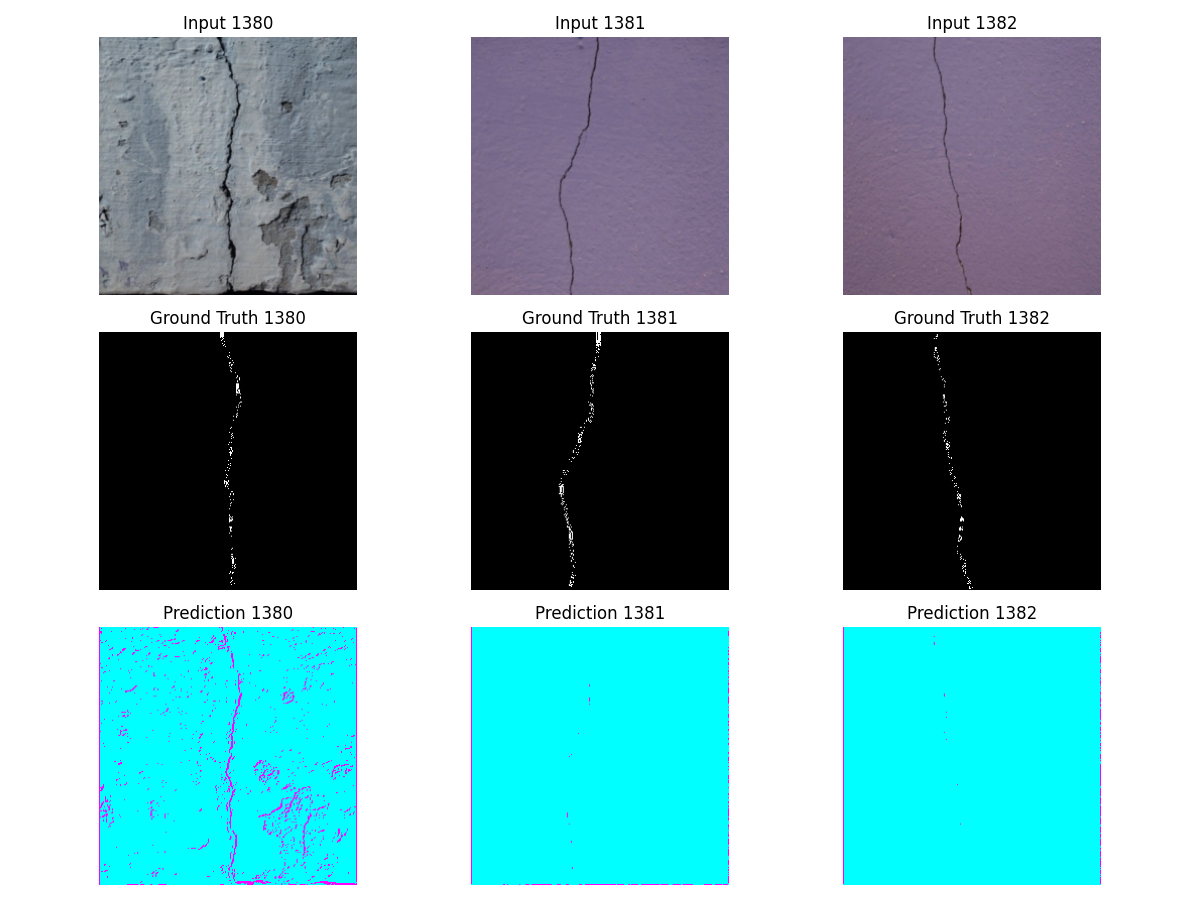 Input 1380
Input 1381
Input 1382
Ground Truth 1380
Ground Truth 1381
Ground Truth 1382
Prediction 1380
Prediction 1381
Prediction 1382